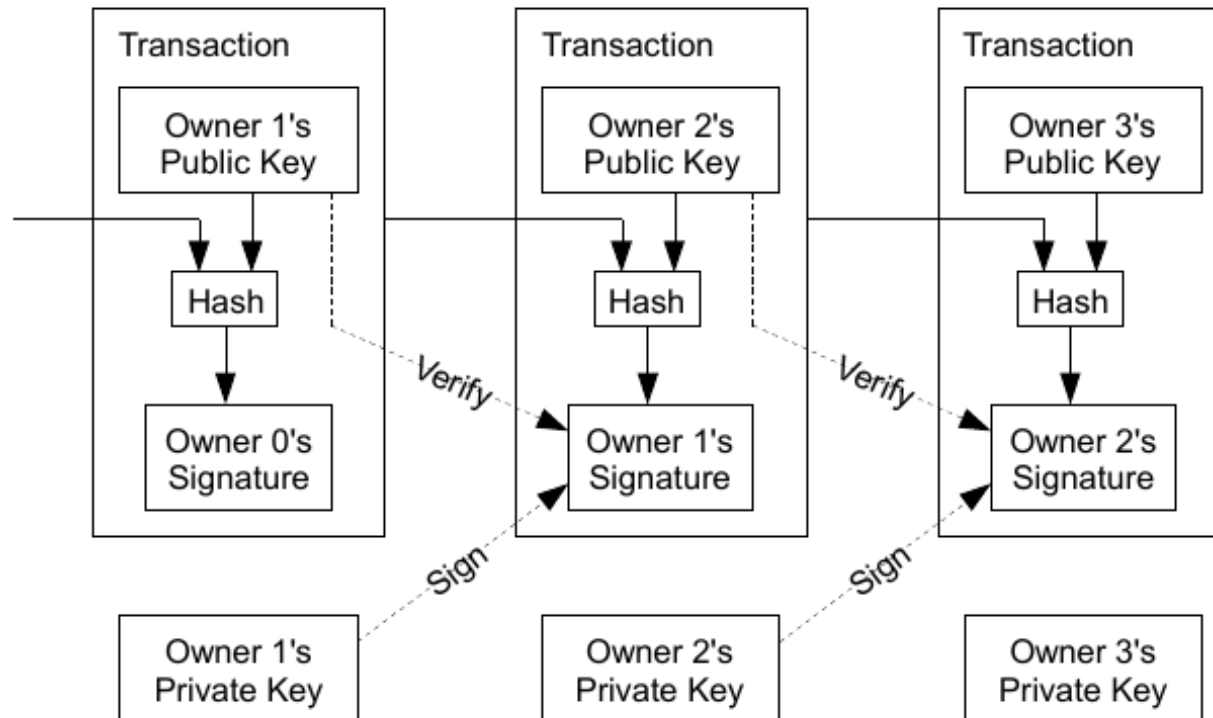 Transaction
Owner 1's
Public Key
Hash
Owner 0's
Signature
Transaction
Owner 2's
Public Key
Hash
Verify
Owner 1's
Signature
Sign
Transaction
Owner 3's
Public Key
Hash
Verify
Owner 2's
Signature
Sign
Owner 1's
Private Key
Owner 2's
Private Key
Owner 3's
Private Key